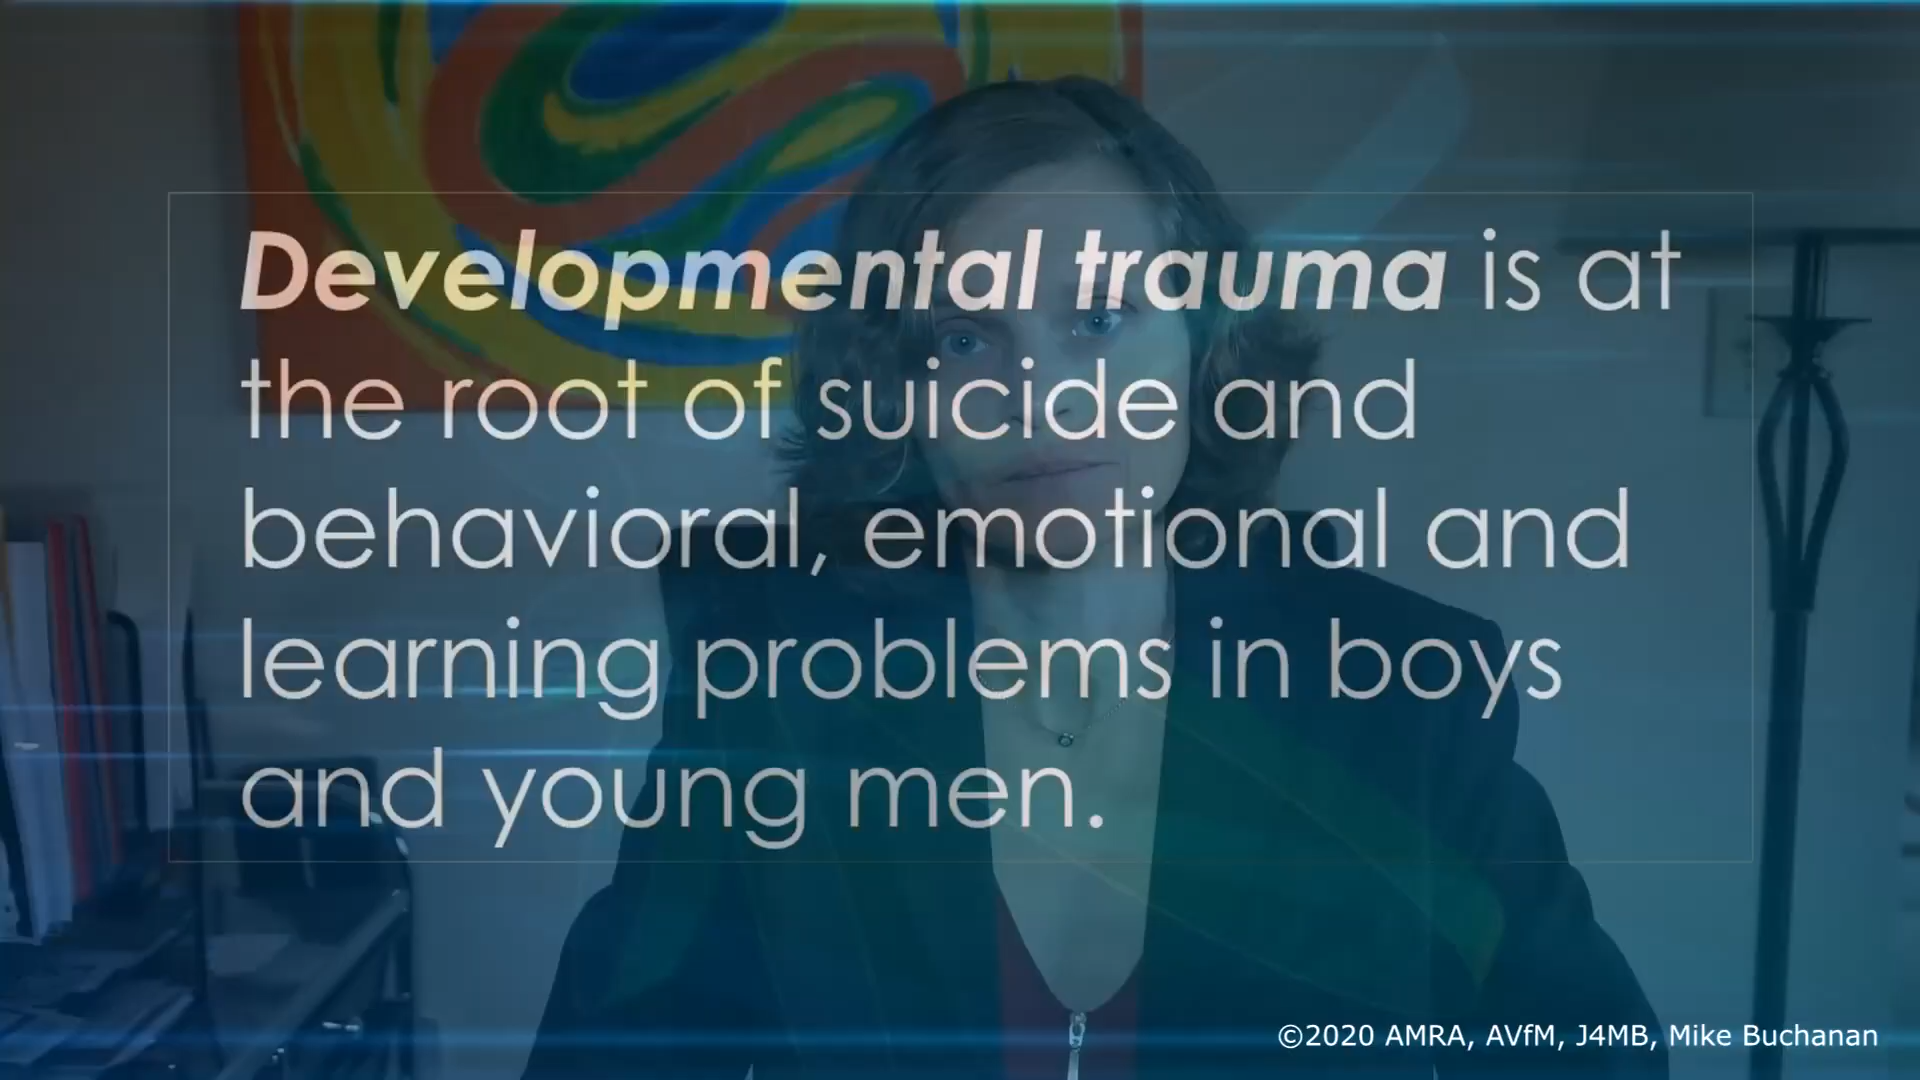 Developmental trauma is at
the root of suicide and
behavioral, emotional and
learning problems in boys
and young men.
©2020 AMRA, AVfM, J4MB, Mike Buchanan